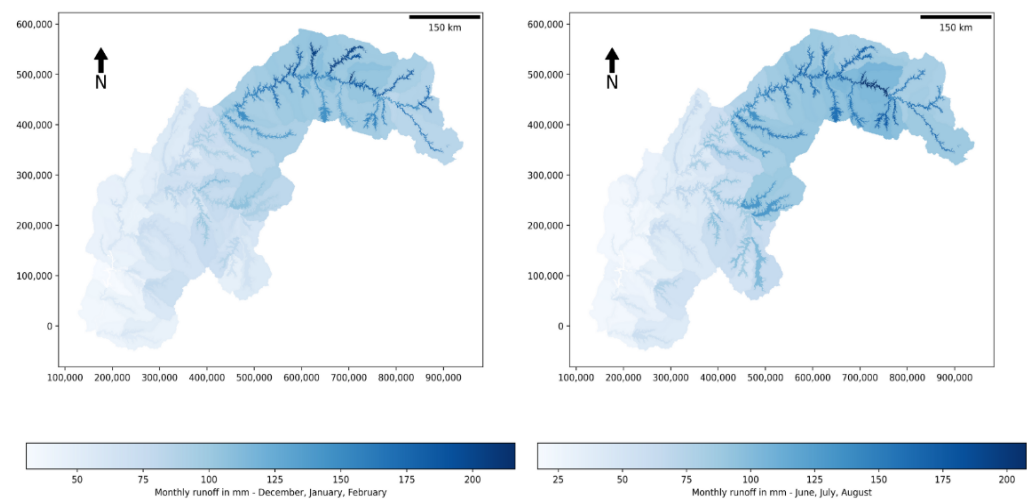 600,000
500,000
400,000
300,000
200,000
100,000
0
100,000 200,000 300,000 400,000 500,000 600,000 700,000 800,000 900,000
N
150 km
50 75 100 125 150 175 200
Monthly runoff in mm - December, January, February
600,000
500,000
400,000
300,000
200,000
100,000
0
100,000 200,000 300,000 400,000 500,000 600,000 700,000 800,000 900,000
N
150 km
25 50 75 100 125 150 175 200
Monthly runoff in mm - June, July, August